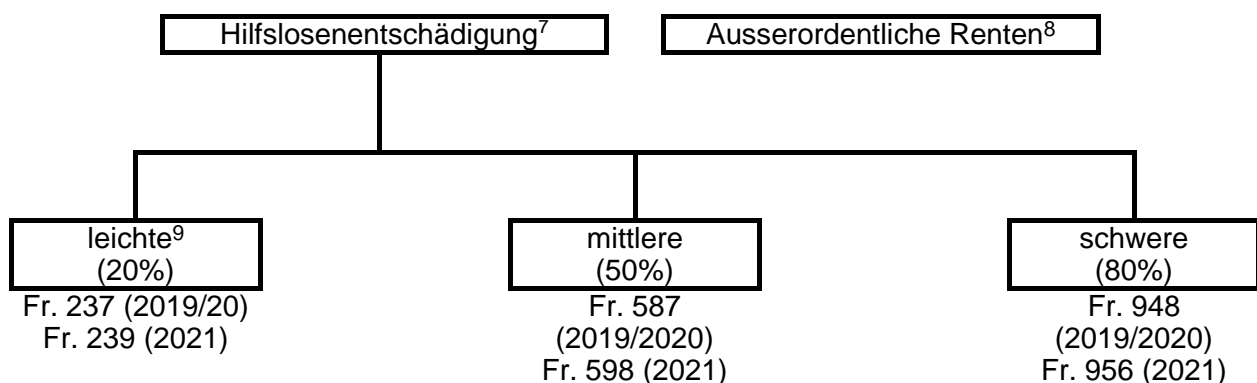 Hilfslosenentschädigung⁷
Ausserordentliche Renten⁸
leichte⁹
(20%)
Fr. 237 (2019/20)
Fr. 239 (2021)
mittlere
(50%)
Fr. 587
(2019/2020)
Fr. 598 (2021)
schwere
(80%)
Fr. 948
(2019/2020)
Fr. 956 (2021)